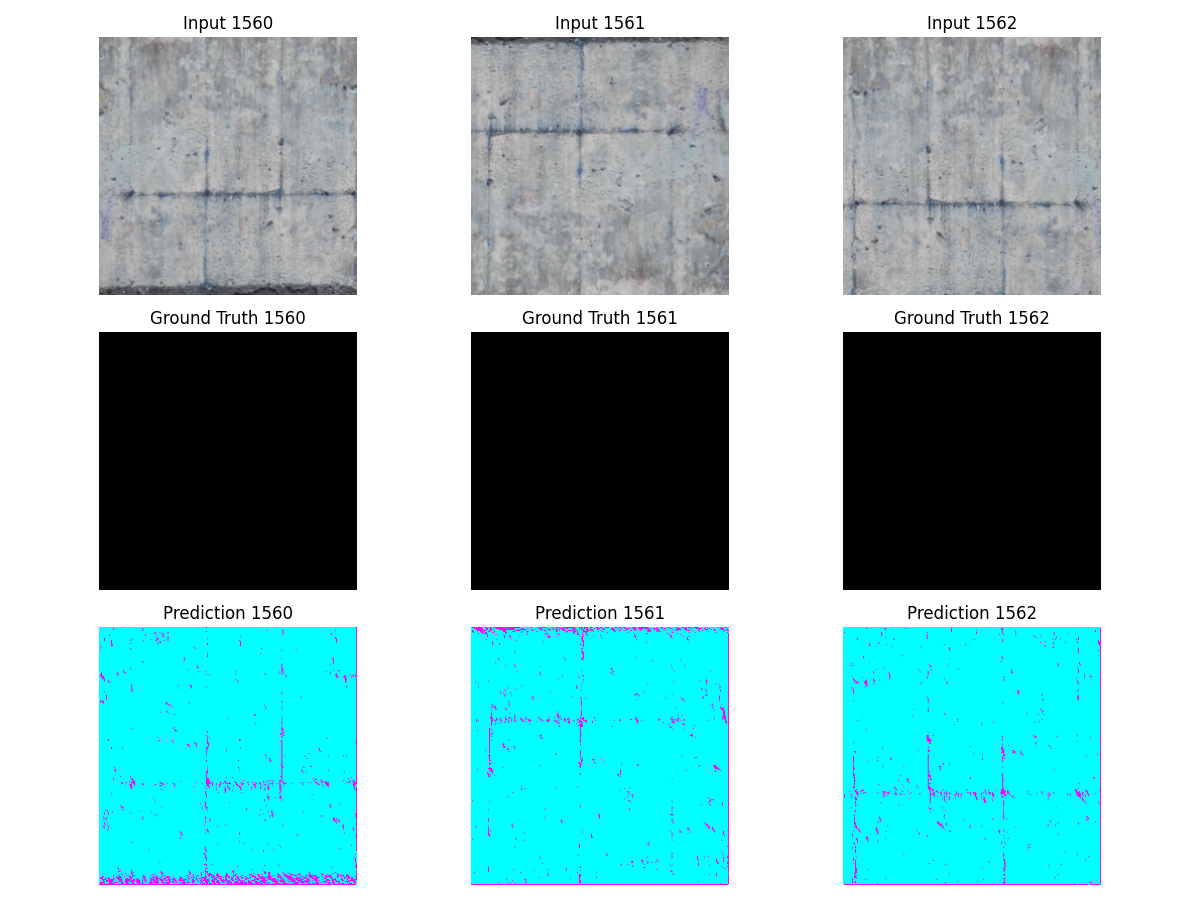 Input 1560
Input 1561
Input 1562
Ground Truth 1560
Ground Truth 1561
Ground Truth 1562
Prediction 1560
Prediction 1561
Prediction 1562